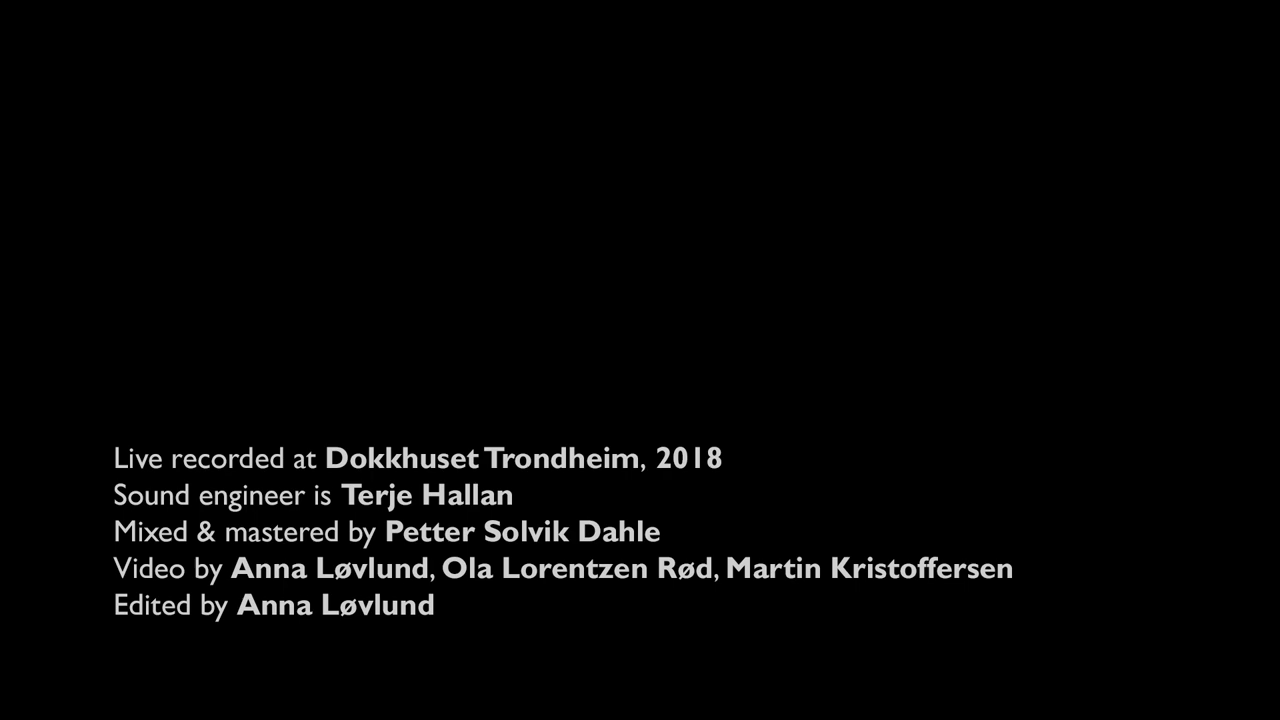 Live recorded at Dokkhuset Trondheim, 2018
Sound engineer is Terje Hallan
Mixed & mastered by Petter Solvik Dahle
Video by Anna Løvlund, Ola Lorentzen Rød, Martin Kristoffersen
Edited by Anna Løvlund